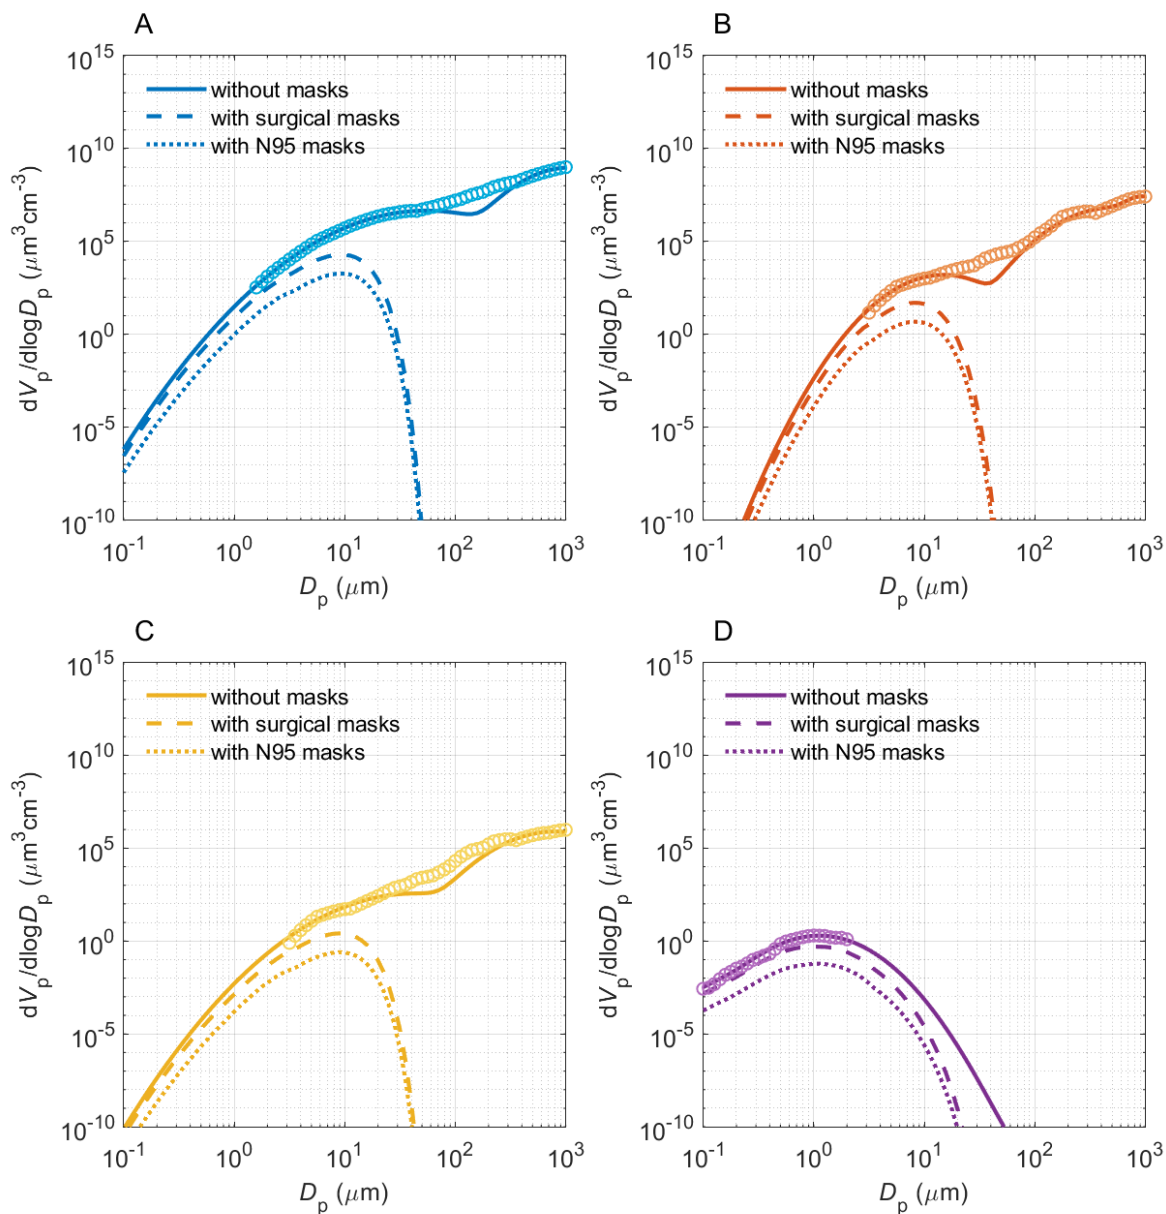 A
10^15
10^10
10^5
10^0
10^-5
10^-10
dV_p/dlogD_p (μm^3cm^-3)
without masks
with surgical masks
with N95 masks
10^-1 10^0 10^1 10^2 10^3
D_p (μm)
B
10^15
10^10
10^5
10^0
10^-5
10^-10
dV_p/dlogD_p (μm^3cm^-3)
without masks
with surgical masks
with N95 masks
10^-1 10^0 10^1 10^2 10^3
D_p (μm)
C
10^15
10^10
10^5
10^0
10^-5
10^-10
dV_p/dlogD_p (μm^3cm^-3)
without masks
with surgical masks
with N95 masks
10^-1 10^0 10^1 10^2 10^3
D_p (μm)
D
10^15
10^10
10^5
10^0
10^-5
10^-10
dV_p/dlogD_p (μm^3cm^-3)
without masks
with surgical masks
with N95 masks
10^-1 10^0 10^1 10^2 10^3
D_p (μm)